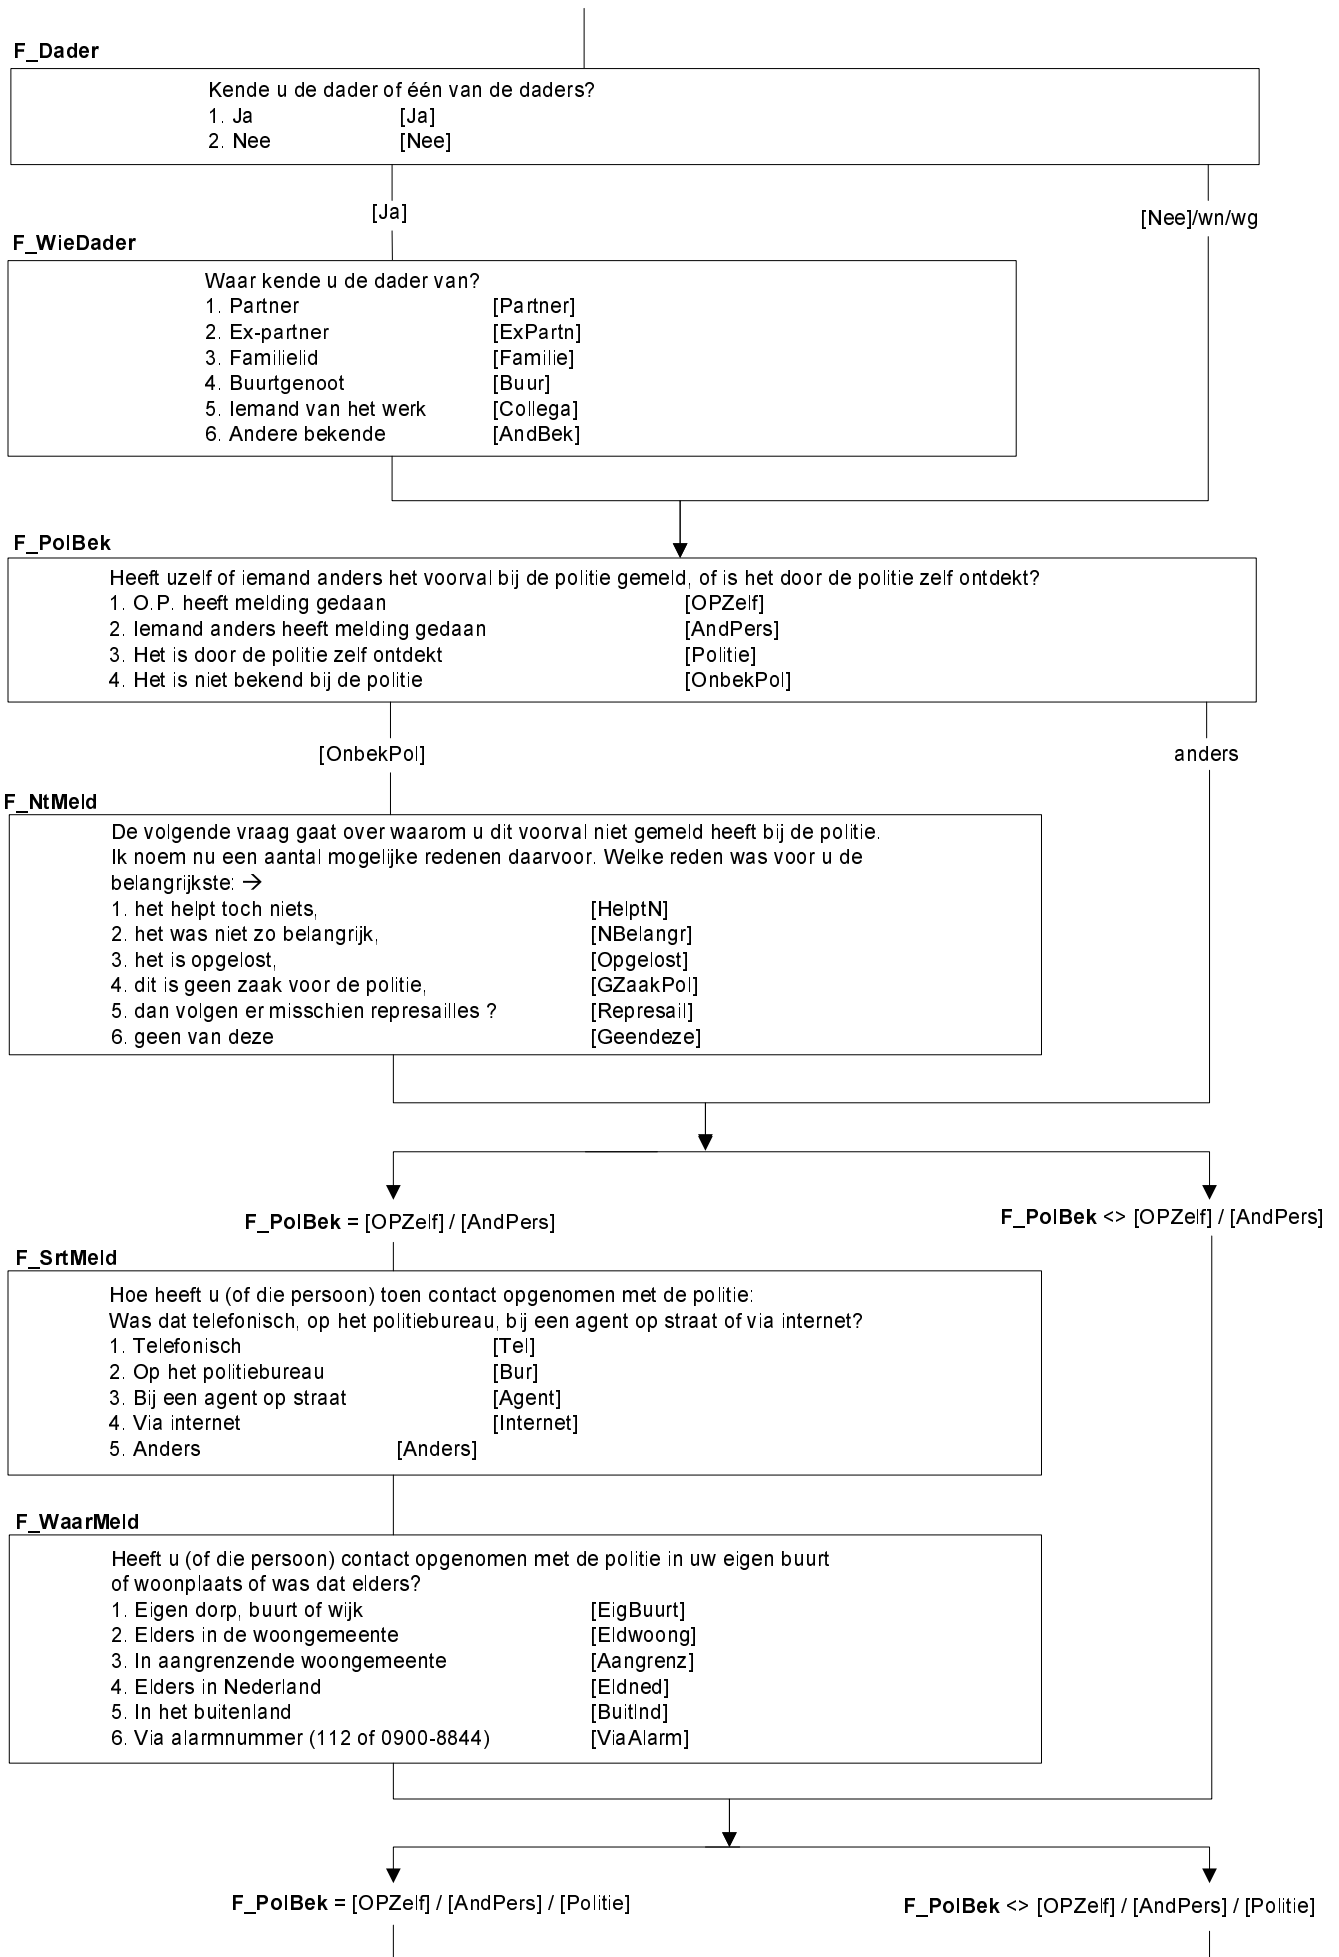 F_Dader
Kende u de dader of één van de daders?
1. Ja [Ja]
2. Nee [Nee]
[Ja]
[Nee]/wn/wg
F_WieDader
Waar kende u de dader van?
1. Partner [Partner]
2. Ex-partner [ExPartn]
3. Familielid [Familie]
4. Buurtgenoot [Buur]
5. Iemand van het werk [Collega]
6. Andere bekende [AndBek]
F_PolBek
Heeft uzelf of iemand anders het voorval bij de politie gemeld, of is het door de politie zelf ontdekt?
1. O.P. heeft melding gedaan [OPZelf]
2. Iemand anders heeft melding gedaan [AndPers]
3. Het is door de politie zelf ontdekt [Politie]
4. Het is niet bekend bij de politie [OnbekPol]
[OnbekPol]
anders
F_NtMeld
De volgende vraag gaat over waarom u dit voorval niet gemeld heeft bij de politie.
Ik noem nu een aantal mogelijke redenen daarvoor. Welke reden was voor u de
belangrijkste: →
1. het helpt toch niets, [HelptN]
2. het was niet zo belangrijk, [NBelangr]
3. het is opgelost, [Opgelost]
4. dit is geen zaak voor de politie, [GZaakPol]
5. dan volgen er misschien represailles ? [Represail]
6. geen van deze [Geendeze]
F_PolBek = [OPZelf] / [AndPers]
F_PolBek <> [OPZelf] / [AndPers]
F_SrtMeld
Hoe heeft u (of die persoon) toen contact opgenomen met de politie:
Was dat telefonisch, op het politiebureau, bij een agent op straat of via internet?
1. Telefonisch [Tel]
2. Op het politiebureau [Bur]
3. Bij een agent op straat [Agent]
4. Via internet [Internet]
5. Anders [Anders]
F_WaarMeld
Heeft u (of die persoon) contact opgenomen met de politie in uw eigen buurt
of woonplaats of was dat elders?
1. Eigen dorp, buurt of wijk [EigBuurt]
2. Elders in de woongemeente [Eldwoong]
3. In aangrenzende woongemeente [Aangrenz]
4. Elders in Nederland [Eldned]
5. In het buitenland [Buitlnd]
6. Via alarmnummer (112 of 0900-8844) [ViaAlarm]
F_PolBek = [OPZelf] / [AndPers] / [Politie]
F_PolBek <> [OPZelf] / [AndPers] / [Politie]